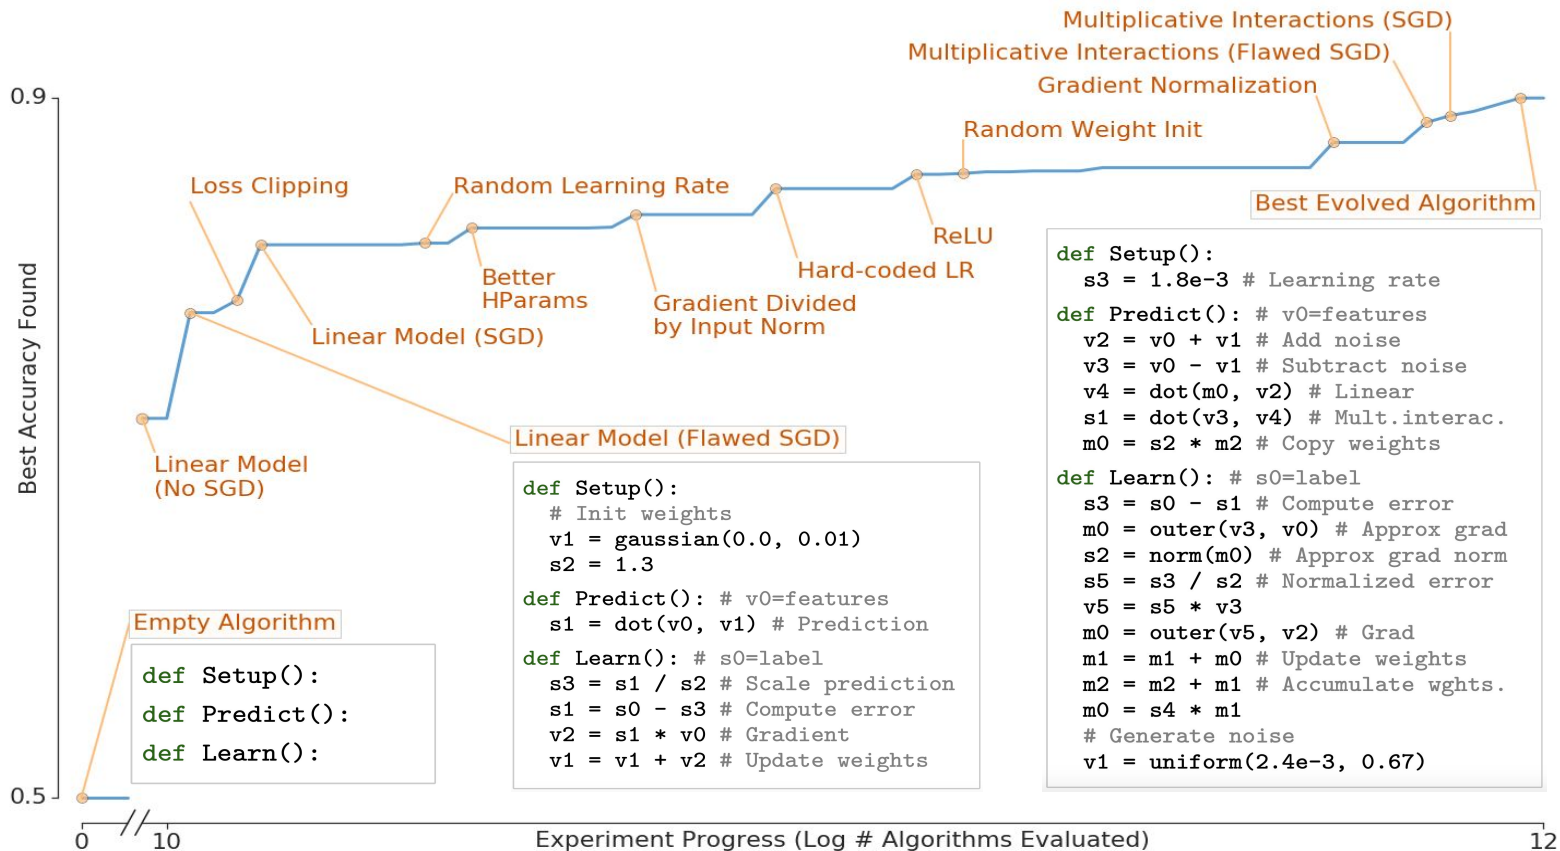 Multiplicative Interactions (SGD)
Multiplicative Interactions (Flawed SGD)
Gradient Normalization
0.9
Random Weight Init
Loss Clipping
Random Learning Rate
Best Evolved Algorithm
ReLU
Hard-coded LR
Better
HParams
Gradient Divided
by Input Norm
Linear Model (SGD)
Best Accuracy Found
Linear Model
(No SGD)
Linear Model (Flawed SGD)
def Setup():
# Init weights
v1 = gaussian(0.0, 0.01)
s2 = 1.3
def Predict(): # v0=features
s1 = dot(v0, v1) # Prediction
def Learn(): # s0=label
s3 = s1 / s2 # Scale prediction
s1 = s0 - s3 # Compute error
v2 = s1 * v0 # Gradient
v1 = v1 + v2 # Update weights
def Setup():
s3 = 1.8e-3 # Learning rate
def Predict(): # v0=features
v2 = v0 + v1 # Add noise
v3 = v0 - v1 # Subtract noise
v4 = dot(m0, v2) # Linear
s1 = dot(v3, v4) # Mult.interac.
m0 = s2 * m2 # Copy weights
def Learn(): # s0=label
s3 = s0 - s1 # Compute error
m0 = outer(v3, v0) # Approx grad
s2 = norm(m0) # Approx grad norm
s5 = s3 / s2 # Normalized error
v5 = s5 * v3
m0 = outer(v5, v2) # Grad
m1 = m1 + m0 # Update weights
m2 = m2 + m1 # Accumulate wghts.
m0 = s4 * m1
# Generate noise
v1 = uniform(2.4e-3, 0.67)
Empty Algorithm
def Setup():
def Predict():
def Learn():
0.5
0
10
Experiment Progress (Log # Algorithms Evaluated)
12